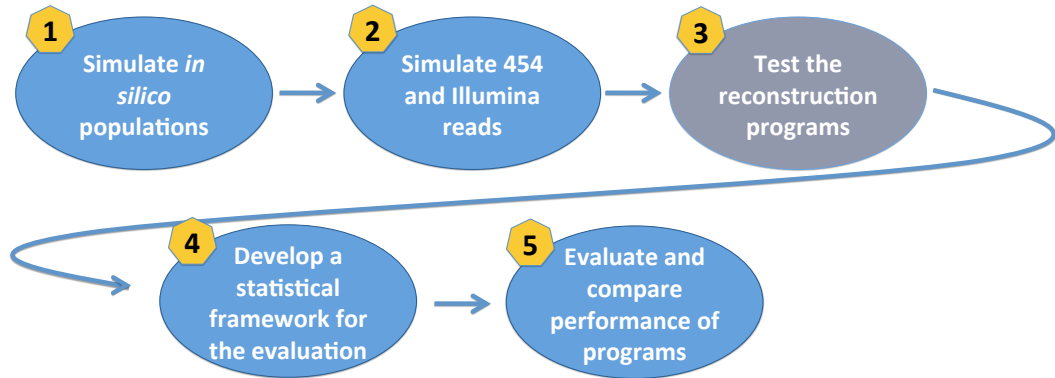 1
Simulate in
silico
populations
2
Simulate 454
and Illumina
reads
3
Test the
reconstruction
programs
4
Develop a
statistical
framework for
the evaluation
5
Evaluate and
compare
performance of
programs